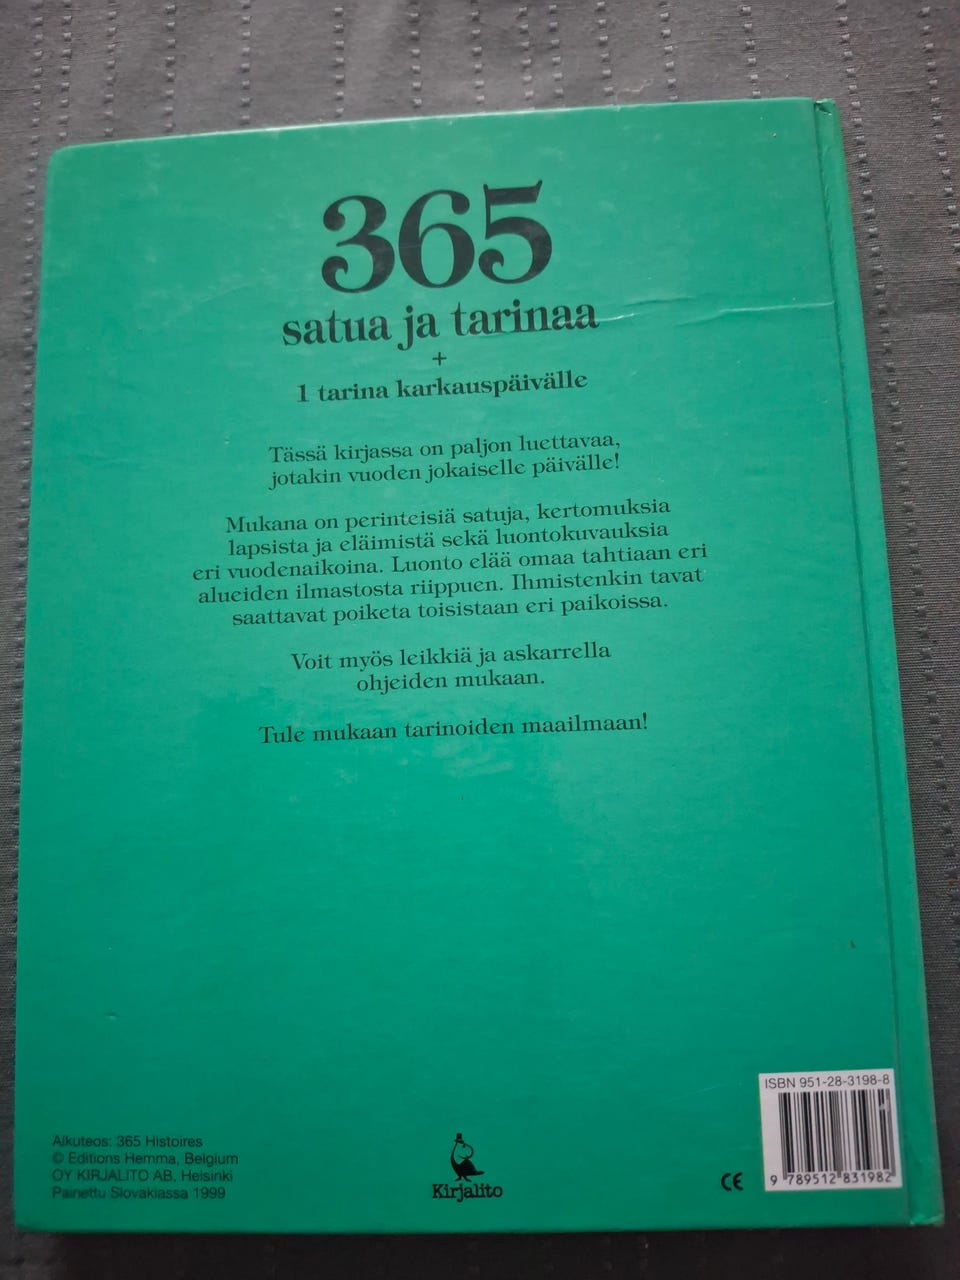 365
satua ja tarinaa
+
1 tarina karkauspäivälle
Tässä kirjassa on paljon luettavaa,
jotakin vuoden jokaiselle päivälle!
Mukana on perinteisiä satuja, kertomuksia
lapsista ja eläimistä sekä luontokuvauksia
eri vuodenaikoina. Luonto elää omaa tahtiaan eri
alueiden ilmastosta riippuen. Ihmistenkin tavat
saattavat poiketa toisistaan eri paikoissa.
Voit myös leikkiä ja askarrella
ohjeiden mukaan.
Tule mukaan tarinoiden maailmaan!
Alkuteos: 365 Histoires
© Editions Hemma, Belgium
OY KIRJALITO AB, Helsinki
Painettu Slovakiassa 1999
Kirjalito
CE
ISBN 951-28-3198-8
9 789512 831982